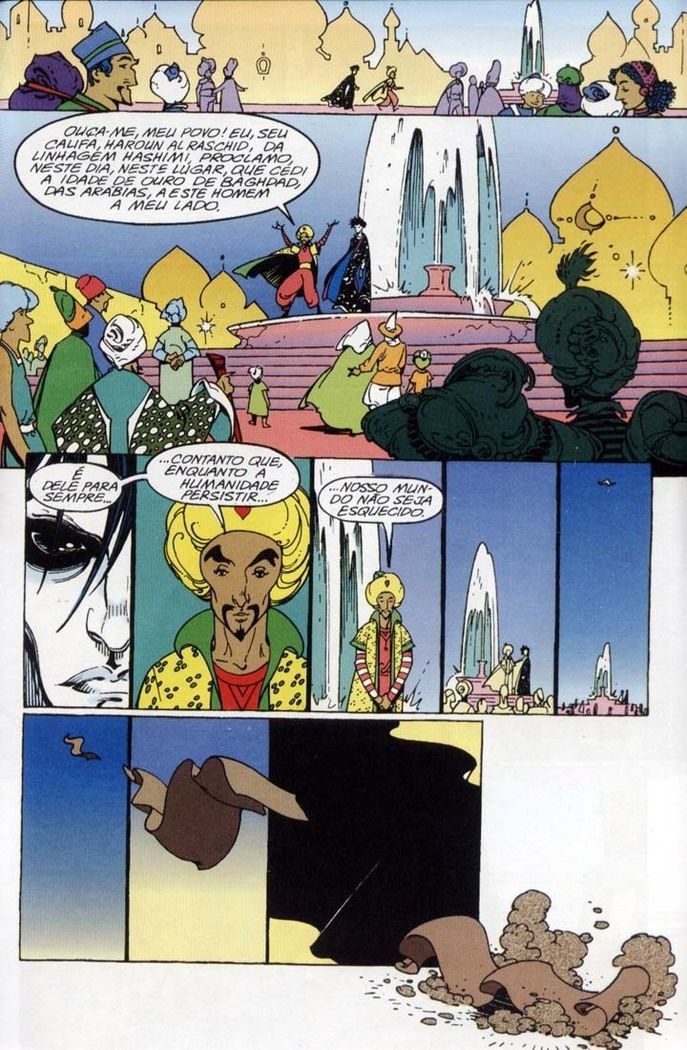 OUÇA-ME, MEU POVO! EU, SEU
CALIFA, HAROUN AL RASCHID, DA
LINHAGEM HASHIMI, PROCLAMO,
NESTE DIA, NESTE LUGAR, QUE CEDI
A IDADE DE OURO DE BAGHDAD,
DAS ARABIAS, A ESTE HOMEM
A MEU LADO.
É
DELE PARA
SEMPRE...
...CONTANTO QUE,
ENQUANTO A
HUMANIDADE
PERSISTIR...
...NOSSO MUN-
DO NÃO SEJA
ESQUECIDO.